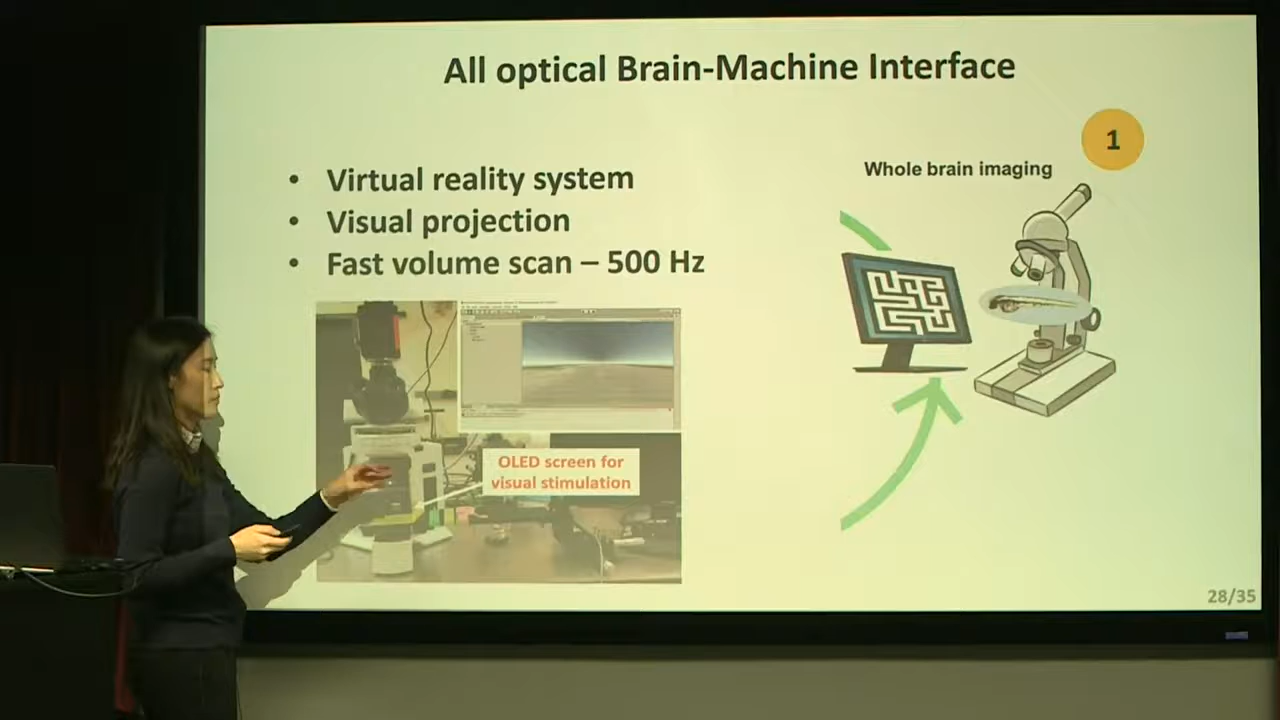 All optical Brain-Machine Interface
1
Whole brain imaging
• Virtual reality system
• Visual projection
• Fast volume scan – 500 Hz
OLED screen for
visual stimulation
28/35